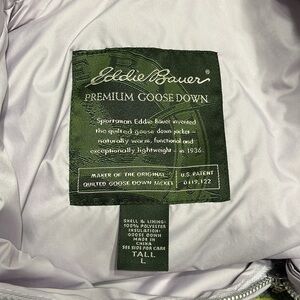 Eddie Bauer®
PREMIUM GOOSE DOWN
Sportsman Eddie Bauer invented
the quilted goose down jacket –
naturally warm, functional and
exceptionally lightweight – in 1936.
MAKER OF THE ORIGINAL
QUILTED GOOSE DOWN JACKET
U.S. PATENT
D119,122
SHELL & LINING:
100% POLYESTER
INSULATION:
GOOSE DOWN
MADE IN
CHINA
SEE SIDE FOR CARE
TALL
L